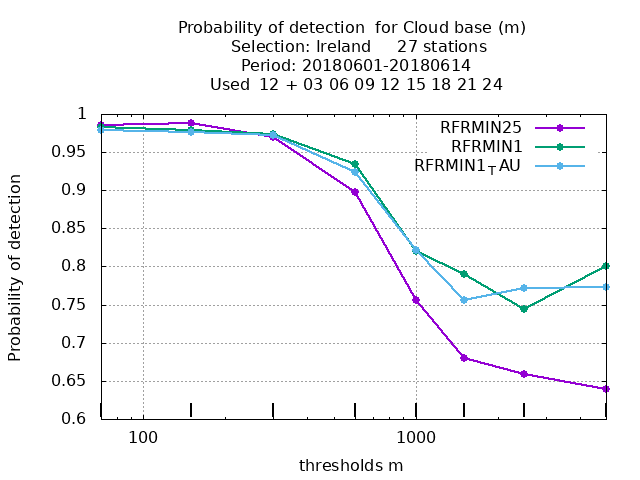 Probability of detection  for Cloud base (m)
Selection: Ireland     27 stations
Period: 20180601-20180614
Used  12 + 03 06 09 12 15 18 21 24
RFRMIN25
RFRMIN1
RFRMIN1TAU
1
0.95
0.9
0.85
0.8
0.75
0.7
0.65
0.6
Probability of detection
100
1000
thresholds m